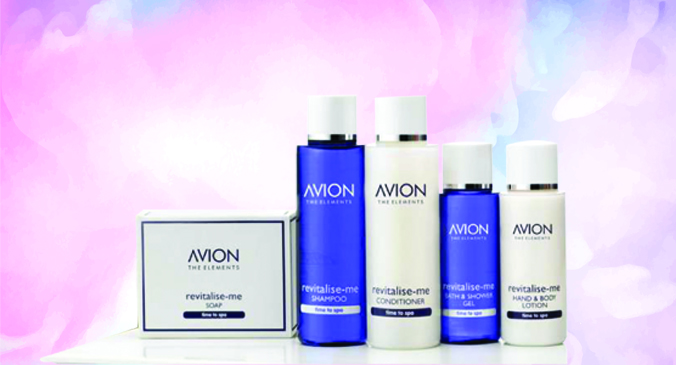 AVION
THE ELEMENTS
revitalise-me
SOAP
time to spa
AVION
THE ELEMENTS
revitalise-me
SHAMPOO
time to spa
AVION
THE ELEMENTS
revitalise-me
CONDITIONER
time to spa
AVION
THE ELEMENTS
revitalise-me
BATH & SHOWER
GEL
time to spa
AVION
THE ELEMENTS
revitalise-me
HAND & BODY
LOTION
time to spa